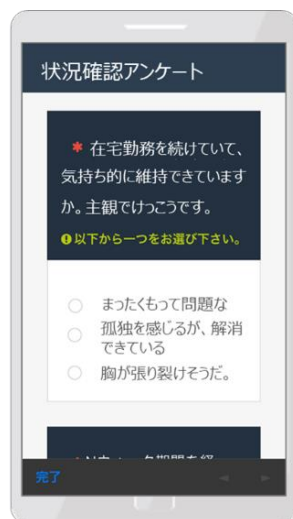 状況確認アンケート
* 在宅勤務を続けていて、
気持ち的に維持できています
か。主観でけっこうです。
以下から一つをお選び下さい。
まったくもって問題な
孤独を感じるが、解消
できている
胸が張り裂けそうだ。
完了